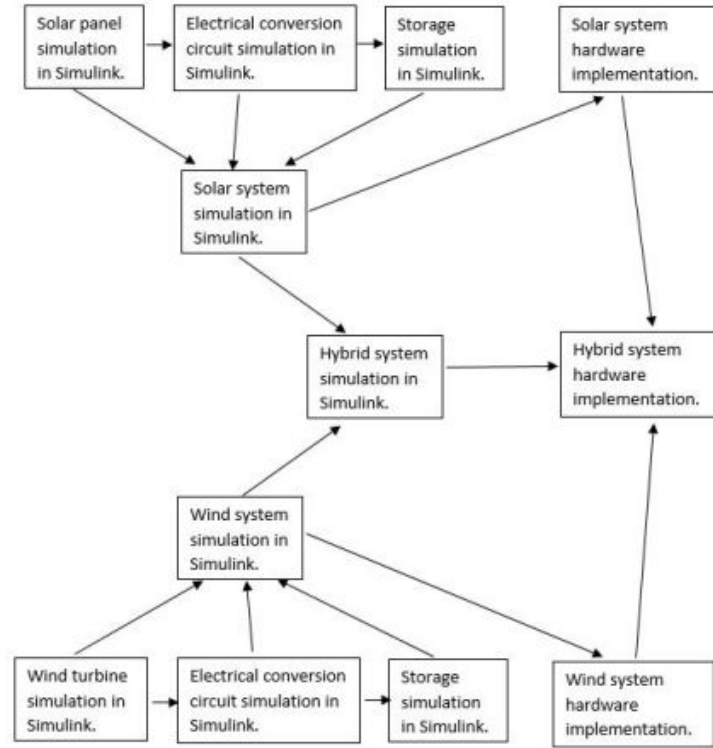 Solar panel
simulation
in Simulink.
Electrical conversion
circuit simulation in
Simulink.
Storage
simulation
in Simulink.
Solar system
hardware
implementation.
Solar system
simulation in
Simulink.
Hybrid system
simulation in
Simulink.
Hybrid system
hardware
implementation.
Wind system
simulation in
Simulink.
Wind turbine
simulation in
Simulink.
Electrical conversion
circuit simulation in
Simulink.
Storage
simulation
in Simulink.
Wind system
hardware
implementation.